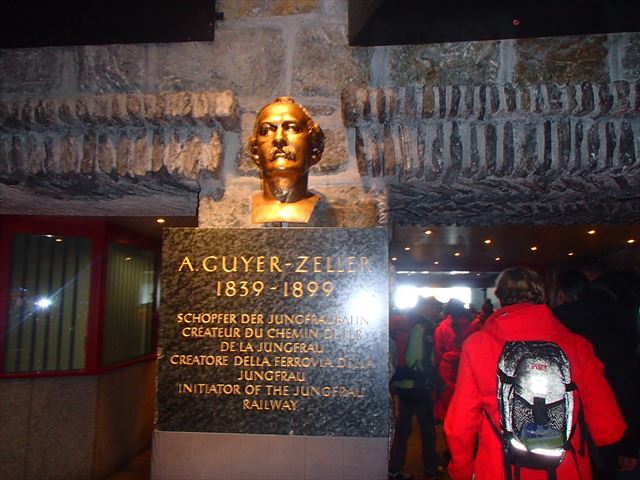 A.GUYER-ZELLER
1839-1899
SCHÖPFER DER JUNGFRAUBAHN
CRÉATEUR DU CHEMIN DE FER
DE LA JUNGFRAU
CREATORE DELLA FERROVIA DELLA
JUNGFRAU
INITIATOR OF THE JUNGFRAU
RAILWAY